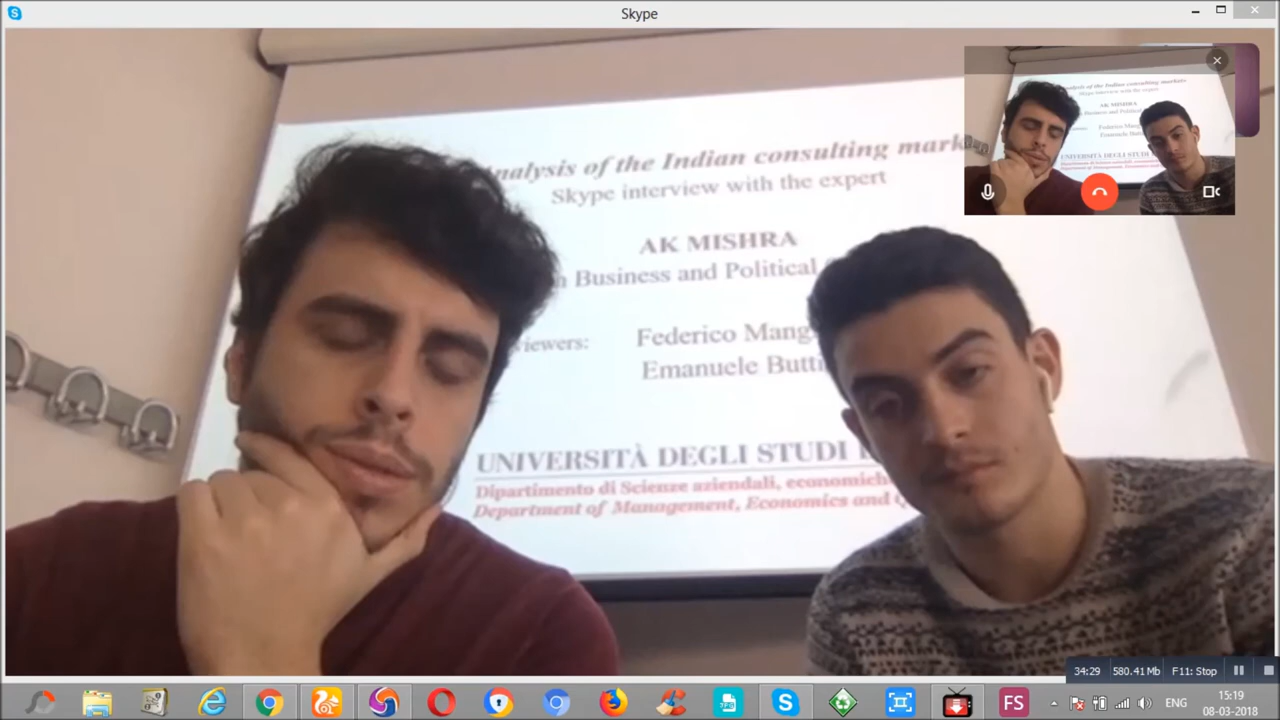 Skype
nalysis of the Indian consulting mark
Skype interview with the expert
AK MISHRA
Business and Political
viewers: Federico Mang
Emanuele Butti
UNIVERSITÀ DEGLI STUDI
Dipartimento di Scienze aziendali, economich
Department of Management, Economics and Q
34:29 580.41 Mb F11: Stop
FS
ENG
15:19
08-03-2018